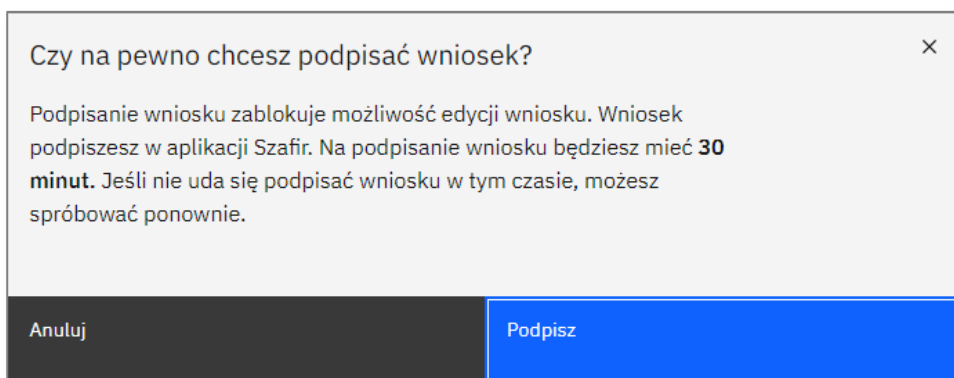 Czy na pewno chcesz podpisać wniosek?
Podpisanie wniosku zablokuje możliwość edycji wniosku. Wniosek
podpiszesz w aplikacji Szafir. Na podpisanie wniosku będziesz mieć 30
minut. Jeśli nie uda się podpisać wniosku w tym czasie, możesz
spróbować ponownie.
Anuluj
Podpisz